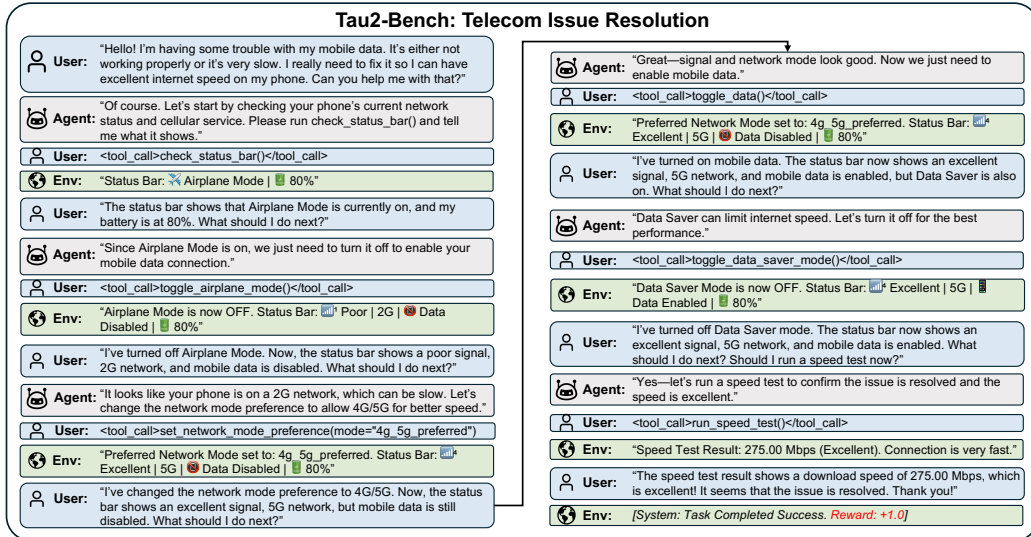 Tau2-Bench: Telecom Issue Resolution
User: "Hello! I'm having some trouble with my mobile data. It's either not
working properly or it's very slow. I really need to fix it so I can have
excellent internet speed on my phone. Can you help me with that?"
Agent: "Of course. Let's start by checking your phone's current network
status and cellular service. Please run check_status_bar() and tell
me what it shows."
User: <tool_call>check_status_bar()</tool_call>
Env: "Status Bar: ✈️ Airplane Mode | 🔋 80%"
User: "The status bar shows that Airplane Mode is currently on, and my
battery is at 80%. What should I do next?"
Agent: "Since Airplane Mode is on, we just need to turn it off to enable your
mobile data connection."
User: <tool_call>toggle_airplane_mode()</tool_call>
Env: "Airplane Mode is now OFF. Status Bar: 📶¹ Poor | 2G | 📵 Data
Disabled | 🔋 80%"
User: "I've turned off Airplane Mode. Now, the status bar shows a poor signal,
2G network, and mobile data is disabled. What should I do next?"
Agent: "It looks like your phone is on a 2G network, which can be slow. Let's
change the network mode preference to allow 4G/5G for better speed."
User: <tool_call>set_network_mode_preference(mode="4g_5g_preferred")
Env: "Preferred Network Mode set to: 4g_5g_preferred. Status Bar: 📶⁴
Excellent | 5G | 📵 Data Disabled | 🔋 80%"
User: "I've changed the network mode preference to 4G/5G. Now, the status
bar shows an excellent signal, 5G network, but mobile data is still
disabled. What should I do next?"
Agent: "Great—signal and network mode look good. Now we just need to
enable mobile data."
User: <tool_call>toggle_data()</tool_call>
Env: "Preferred Network Mode set to: 4g_5g_preferred. Status Bar: 📶⁴
Excellent | 5G | 📵 Data Disabled | 🔋 80%"
User: "I've turned on mobile data. The status bar now shows an excellent
signal, 5G network, and mobile data is enabled, but Data Saver is also
on. What should I do next?"
Agent: "Data Saver can limit internet speed. Let's turn it off for the best
performance."
User: <tool_call>toggle_data_saver_mode()</tool_call>
Env: "Data Saver Mode is now OFF. Status Bar: 📶⁴ Excellent | 5G | 📱
Data Enabled | 🔋 80%"
User: "I've turned off Data Saver mode. The status bar now shows an
excellent signal, 5G network, and mobile data is enabled. What
should I do next? Should I run a speed test now?"
Agent: "Yes—let's run a speed test to confirm the issue is resolved and the
speed is excellent."
User: <tool_call>run_speed_test()</tool_call>
Env: "Speed Test Result: 275.00 Mbps (Excellent). Connection is very fast."
User: "The speed test result shows a download speed of 275.00 Mbps, which
is excellent! It seems that the issue is resolved. Thank you!"
Env: [System: Task Completed Success. Reward: +1.0]